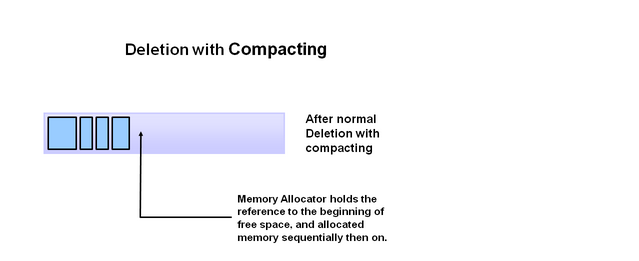 Deletion with Compacting
After normal
Deletion with
compacting
Memory Allocator holds the
reference to the beginning of
free space, and allocated
memory sequentially then on.